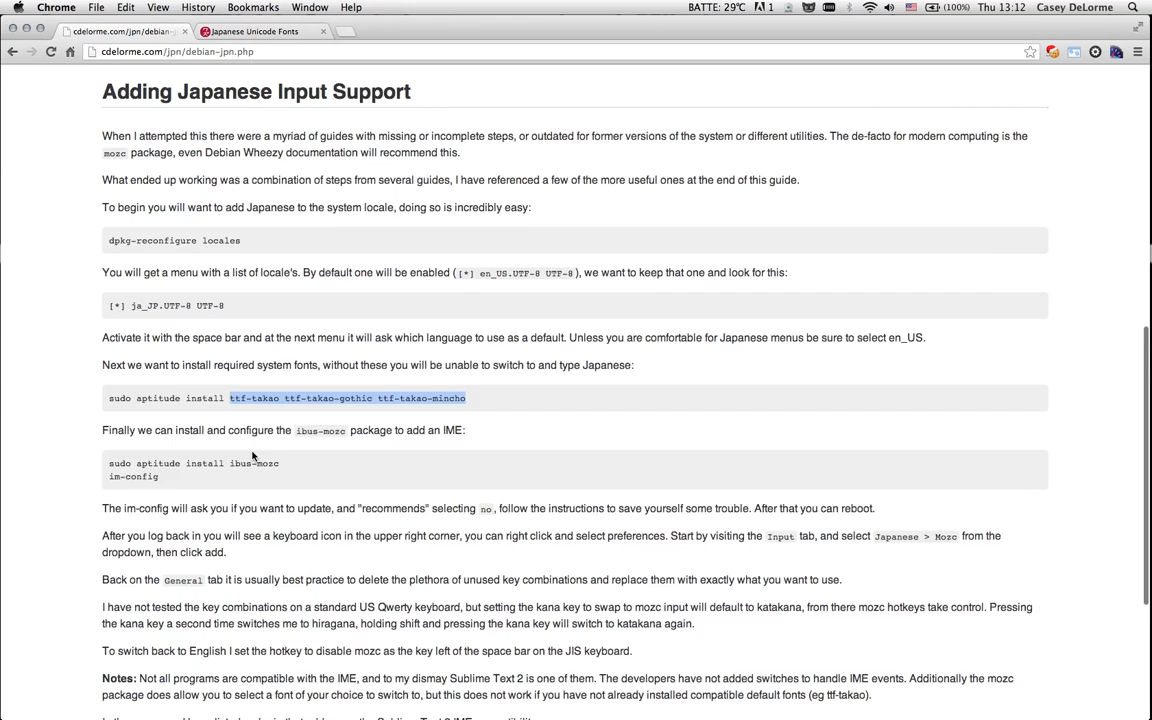 Chrome File Edit View History Bookmarks Window Help BATTE: 29℃ 1 (100%) Thu 13:12 Casey DeLorme
cdelorme.com/jpn/debian-j Japanese Unicode Fonts
cdelorme.com/jpn/debian-jpn.php
Adding Japanese Input Support
When I attempted this there were a myriad of guides with missing or incomplete steps, or outdated for former versions of the system or different utilities. The de-facto for modern computing is the
mozc package, even Debian Wheezy documentation will recommend this.
What ended up working was a combination of steps from several guides, I have referenced a few of the more useful ones at the end of this guide.
To begin you will want to add Japanese to the system locale, doing so is incredibly easy:
dpkg-reconfigure locales
You will get a menu with a list of locale's. By default one will be enabled ( [*] en_US.UTF-8 UTF-8 ), we want to keep that one and look for this:
[*] ja_JP.UTF-8 UTF-8
Activate it with the space bar and at the next menu it will ask which language to use as a default. Unless you are comfortable for Japanese menus be sure to select en_US.
Next we want to install required system fonts, without these you will be unable to switch to and type Japanese:
sudo aptitude install ttf-takao ttf-takao-gothic ttf-takao-mincho
Finally we can install and configure the ibus-mozc package to add an IME:
sudo aptitude install ibus-mozc
im-config
The im-config will ask you if you want to update, and "recommends" selecting no , follow the instructions to save yourself some trouble. After that you can reboot.
After you log back in you will see a keyboard icon in the upper right corner, you can right click and select preferences. Start by visiting the Input tab, and select Japanese > Mozc from the
dropdown, then click add.
Back on the General tab it is usually best practice to delete the plethora of unused key combinations and replace them with exactly what you want to use.
I have not tested the key combinations on a standard US Qwerty keyboard, but setting the kana key to swap to mozc input will default to katakana, from there mozc hotkeys take control. Pressing
the kana key a second time switches me to hiragana, holding shift and pressing the kana key will switch to katakana again.
To switch back to English I set the hotkey to disable mozc as the key left of the space bar on the JIS keyboard.
Notes: Not all programs are compatible with the IME, and to my dismay Sublime Text 2 is one of them. The developers have not added switches to handle IME events. Additionally the mozc
package does allow you to select a font of your choice to switch to, but this does not work if you have not already installed compatible default fonts (eg ttf-takao).